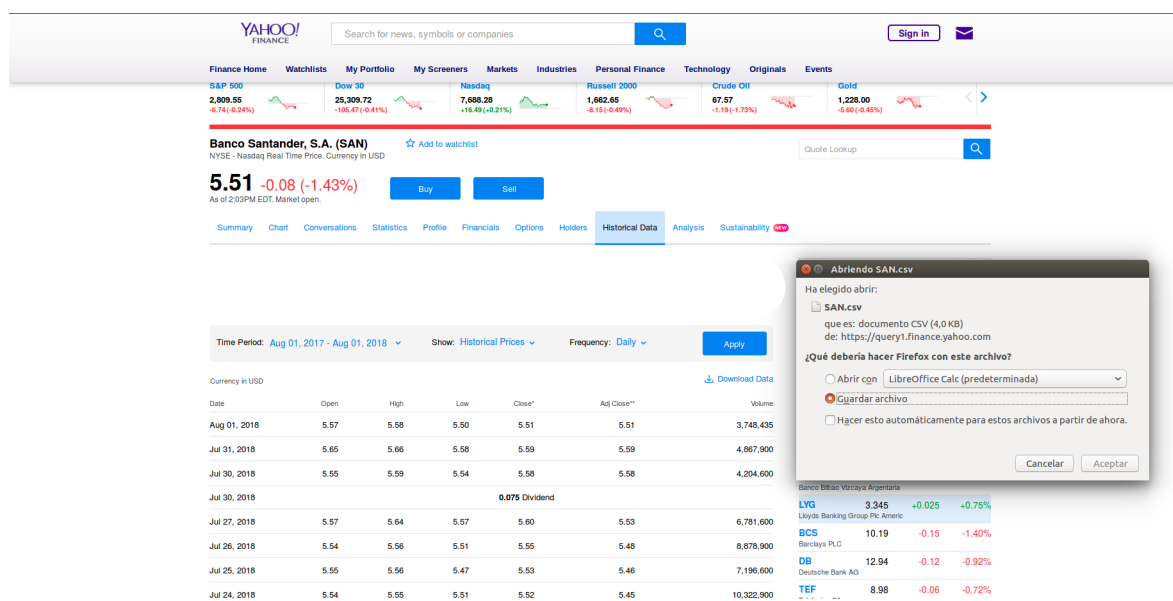 YAHOO!
FINANCE
Search for news, symbols or companies
Sign in
Finance Home Watchlists My Portfolio My Screeners Markets Industries Personal Finance Technology Originals Events
S&P 500 Dow 30 Nasdaq Russell 2000 Crude Oil Gold
2,809.55 25,309.72 7,688.28 1,662.65 67.57 1,228.00
-6.74 (-0.24%) -105.47 (-0.41%) +16.49 (+0.21%) -8.15 (-0.49%) -1.19 (-1.73%) -5.60 (-0.45%)
Banco Santander, S.A. (SAN) Add to watchlist
NYSE - Nasdaq Real Time Price. Currency in USD
Quote Lookup
5.51 -0.08 (-1.43%) Buy Sell
As of 2:03PM EDT. Market open.
Summary Chart Conversations Statistics Profile Financials Options Holders Historical Data Analysis Sustainability NEW
Abriendo SAN.csv
Ha elegido abrir:
SAN.csv
que es: documento CSV (4,0 KB)
de: https://query1.finance.yahoo.com
¿Qué debería hacer Firefox con este archivo?
Abrir con LibreOffice Calc (predeterminada)
Guardar archivo
Hacer esto automáticamente para estos archivos a partir de ahora.
Cancelar Aceptar
Time Period: Aug 01, 2017 - Aug 01, 2018 Show: Historical Prices Frequency: Daily Apply
Currency in USD Download Data
Date Open High Low Close* Adj Close** Volume
Aug 01, 2018 5.57 5.58 5.50 5.51 5.51 3,748,435
Jul 31, 2018 5.65 5.66 5.58 5.59 5.59 4,867,900
Jul 30, 2018 5.55 5.59 5.54 5.58 5.58 4,204,600
Jul 30, 2018 0.075 Dividend
Jul 27, 2018 5.57 5.64 5.57 5.60 5.53 6,781,600
Jul 26, 2018 5.54 5.56 5.51 5.55 5.48 8,878,900
Jul 25, 2018 5.55 5.56 5.47 5.53 5.46 7,196,600
Jul 24, 2018 5.54 5.55 5.51 5.52 5.45 10,322,900
Banco Bilbao Vizcaya Argentaria
LYG 3.345 +0.025 +0.75%
Lloyds Banking Group Plc Americ
BCS 10.19 -0.15 -1.40%
Barclays PLC
DB 12.94 -0.12 -0.92%
Deutsche Bank AG
TEF 8.98 -0.06 -0.72%